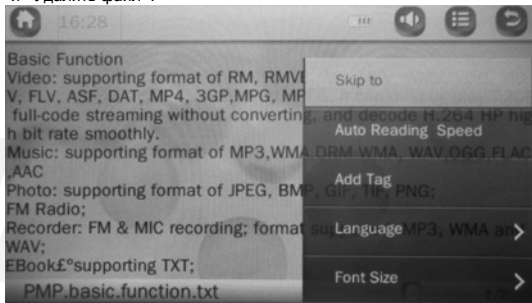 Удалить файл
16:28
Basic Function
Video: supporting format of RM, RMVB
V, FLV, ASF, DAT, MP4, 3GP,MPG, MP
full-code streaming without converting, and decode H.264 HP hig
h bit rate smoothly.
Music: supporting format of MP3,WMA,DRM WMA, WAV,OGG,FLAC
,AAC
Photo: supporting format of JPEG, BMP, GIF, TIF, PNG;
FM Radio;
Recorder: FM & MIC recording; format supporting MP3, WMA and
WAV;
EBook£°supporting TXT;
PMP.basic.function.txt
Skip to
Auto Reading Speed
Add Tag
Language
Font Size